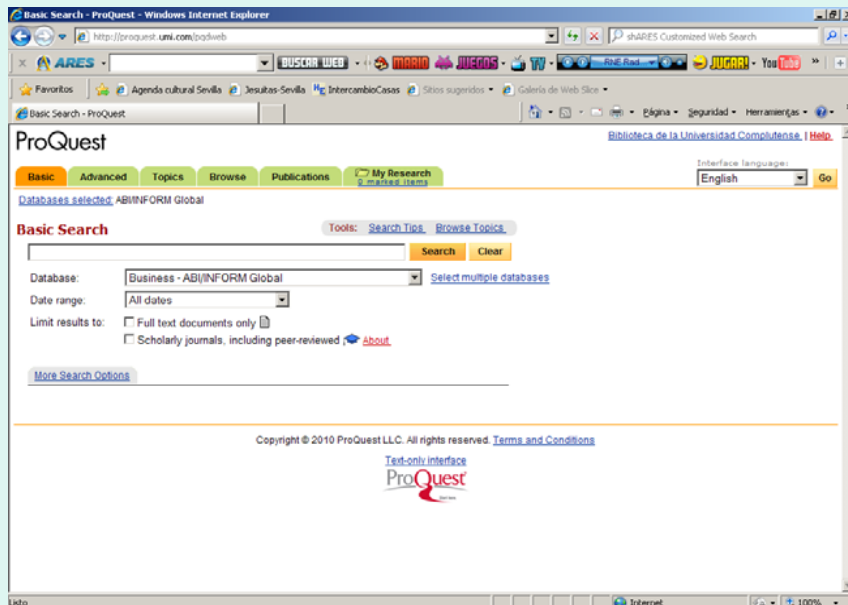 Basic Search - ProQuest - Windows Internet Explorer
http://proquest.umi.com/pqdweb
shARES Customized Web Search
ARES
BUSCAR WEB
MARIO
JUEGOS
TV
RNE Rad
JUGAR!
YouTube
Favoritos
Agenda cultural Sevilla
Jesuitas-Sevilla
IntercambioCasas
Sitios sugeridos
Galería de Web Slice
Basic Search - ProQuest
Página
Seguridad
Herramientas
ProQuest
Biblioteca de la Universidad Complutense | Help
Basic
Advanced
Topics
Browse
Publications
My Research
0 marked items
Interface language:
English
Go
Databases selected: ABI/INFORM Global
Basic Search
Tools: Search Tips Browse Topics
Search
Clear
Database:
Business - ABI/INFORM Global
Select multiple databases
Date range:
All dates
Limit results to:
Full text documents only
Scholarly journals, including peer-reviewed
About
More Search Options
Copyright © 2010 ProQuest LLC. All rights reserved. Terms and Conditions
Text-only interface
ProQuest
Listo
Internet
100%